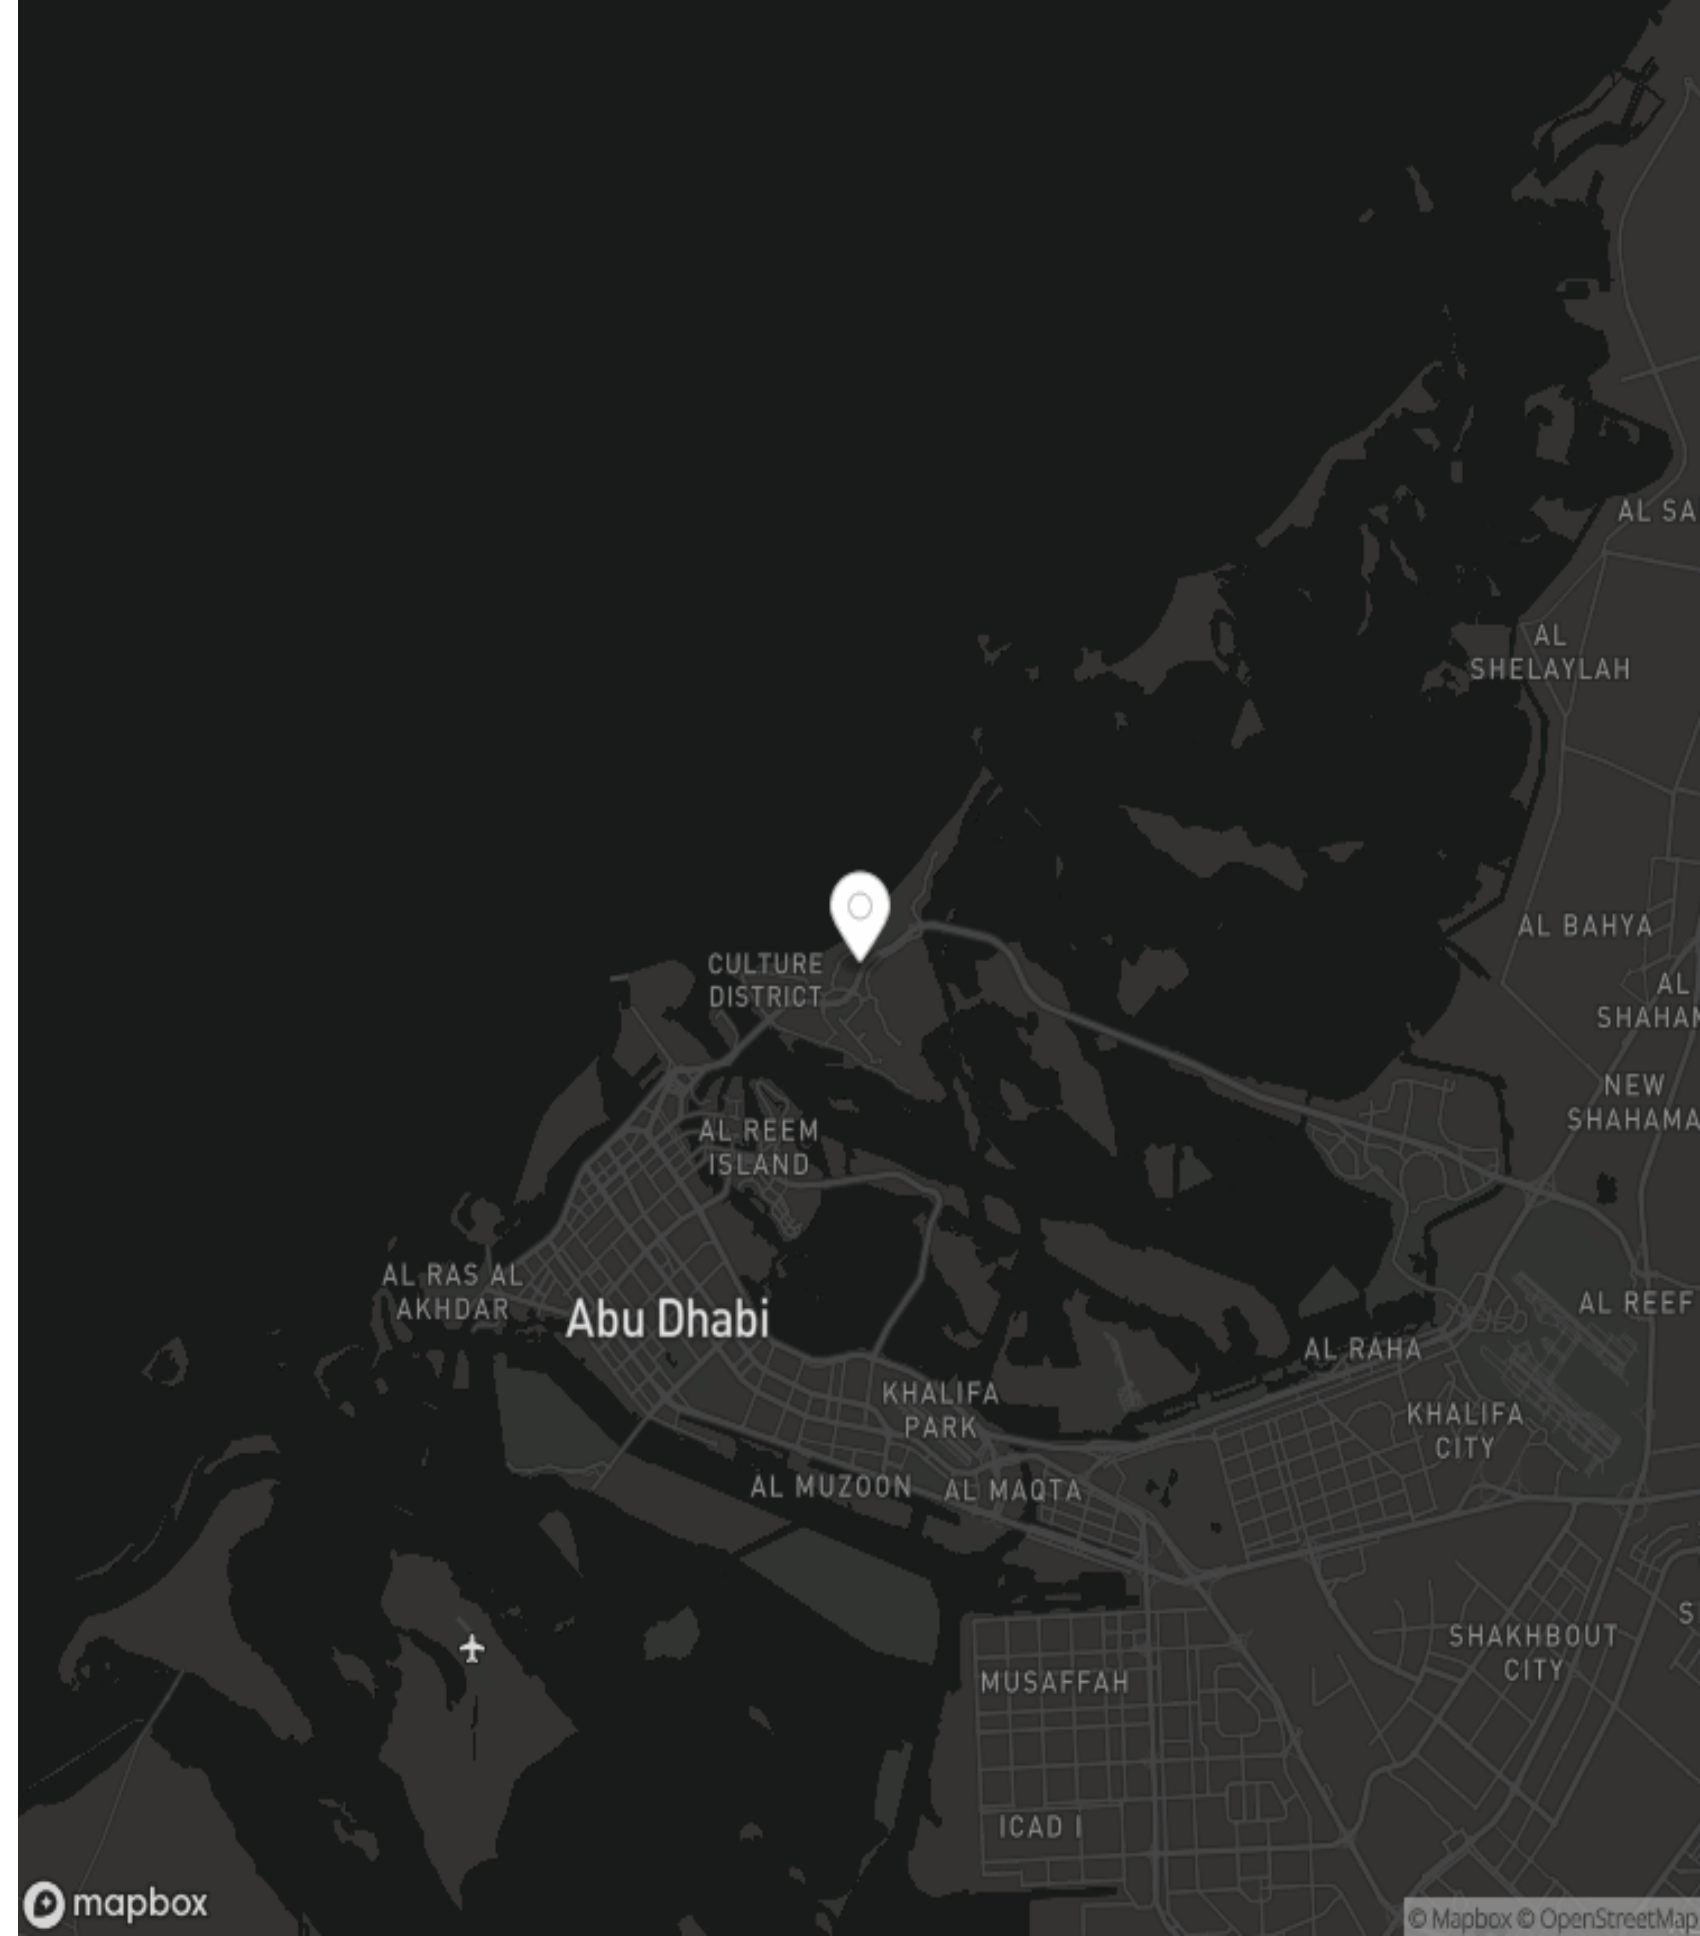 AL SA
AL
SHELAYLAH
AL BAHYA
CULTURE
DISTRICT
AL
SHAHAM
NEW
SHAHAMA
AL REEM
ISLAND
AL RAS AL
AKHDAR
Abu Dhabi
AL REEF
AL RAHA
KHALIFA
PARK
KHALIFA
CITY
AL MUZOON
AL MAQTA
S
SHAKHBOUT
CITY
MUSAFFAH
ICAD I
mapbox
© Mapbox © OpenStreetMap